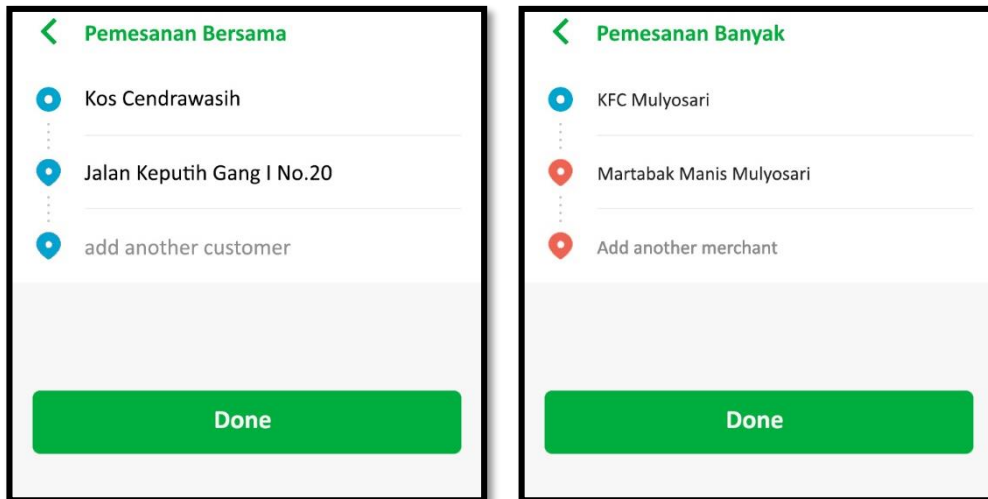 Pemesanan Bersama
Kos Cendrawasih
Jalan Keputih Gang I No.20
add another customer
Done
Pemesanan Banyak
KFC Mulyosari
Martabak Manis Mulyosari
Add another merchant
Done